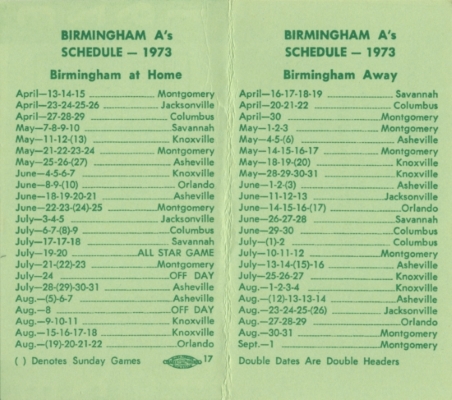 BIRMINGHAM A's
SCHEDULE — 1973
Birmingham at Home
April—13-14-15 Montgomery
April—23-24-25-26 Jacksonville
April—27-28-29 Columbus
May—7-8-9-10 Savannah
May—11-12-(13) Knoxville
May—21-22-23-24 Montgomery
May—25-26-(27) Asheville
June—4-5-6-7 Knoxville
June—8-9-(10) Orlando
June—18-19-20-21 Asheville
June—22-23-(24)-25 Montgomery
July—3-4-5 Jacksonville
July—6-7-(8)-9 Columbus
July—17-17-18 Savannah
July—19-20 ALL STAR GAME
July—21-(22)-23 Montgomery
July—24 OFF DAY
July—28-(29)-30-31 Asheville
Aug.—(5)-6-7 Asheville
Aug.—8 OFF DAY
Aug.—9-10-11 Knoxville
Aug.—15-16-17-18 Knoxville
Aug.—(19)-20-21-22 Orlando
( ) Denotes Sunday Games 17
BIRMINGHAM A's
SCHEDULE — 1973
Birmingham Away
April—16-17-18-19 Savannah
April—20-21-22 Columbus
April—30 Montgomery
May—1-2-3 Montgomery
May—4-5-(6) Asheville
May—14-15-16-17 Montgomery
May—18-19-(20) Knoxville
May—28-29-30-31 Knoxville
June—1-2-(3) Asheville
June—11-12-13 Jacksonville
June—14-15-16-(17) Orlando
June—26-27-28 Savannah
June—29-30 Columbus
July—(1)-2 Columbus
July—10-11-12 Montgomery
July—13-14-(15)-16 Asheville
July—25-26-27 Knoxville
Aug.—1-2-3-4 Knoxville
Aug.—(12)-13-13-14 Asheville
Aug.—23-24-25-(26) Jacksonville
Aug.—27-28-29 Orlando
Aug.—30-31 Montgomery
Sept.—1 Montgomery
Double Dates Are Double Headers